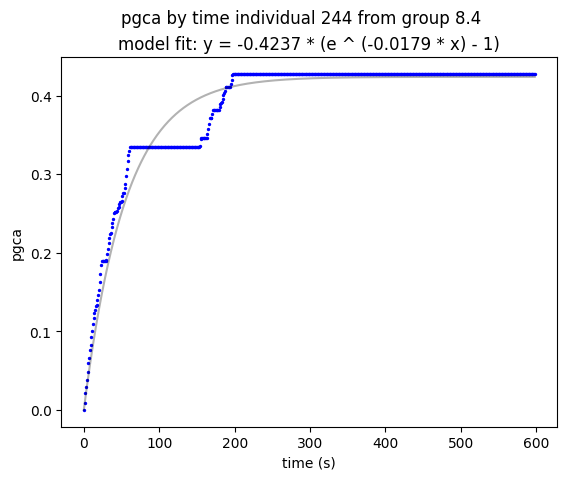 pgca by time individual 244 from group 8.4
model fit: y = -0.4237 * (e ^ (-0.0179 * x) - 1)
0.4
0.3
0.2
0.1
0.0
pgca
0 100 200 300 400 500 600
time (s)